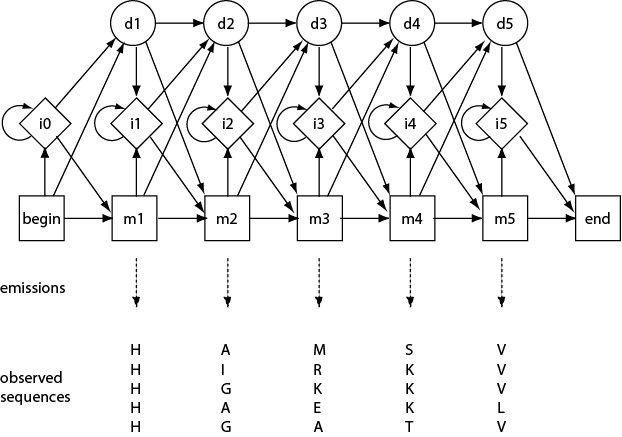 d1 d2 d3 d4 d5
i0 i1 i2 i3 i4 i5
begin m1 m2 m3 m4 m5 end
emissions
H A M S V
H I R K V
observed
sequences
H G K K V
H A E K L
H G A T V